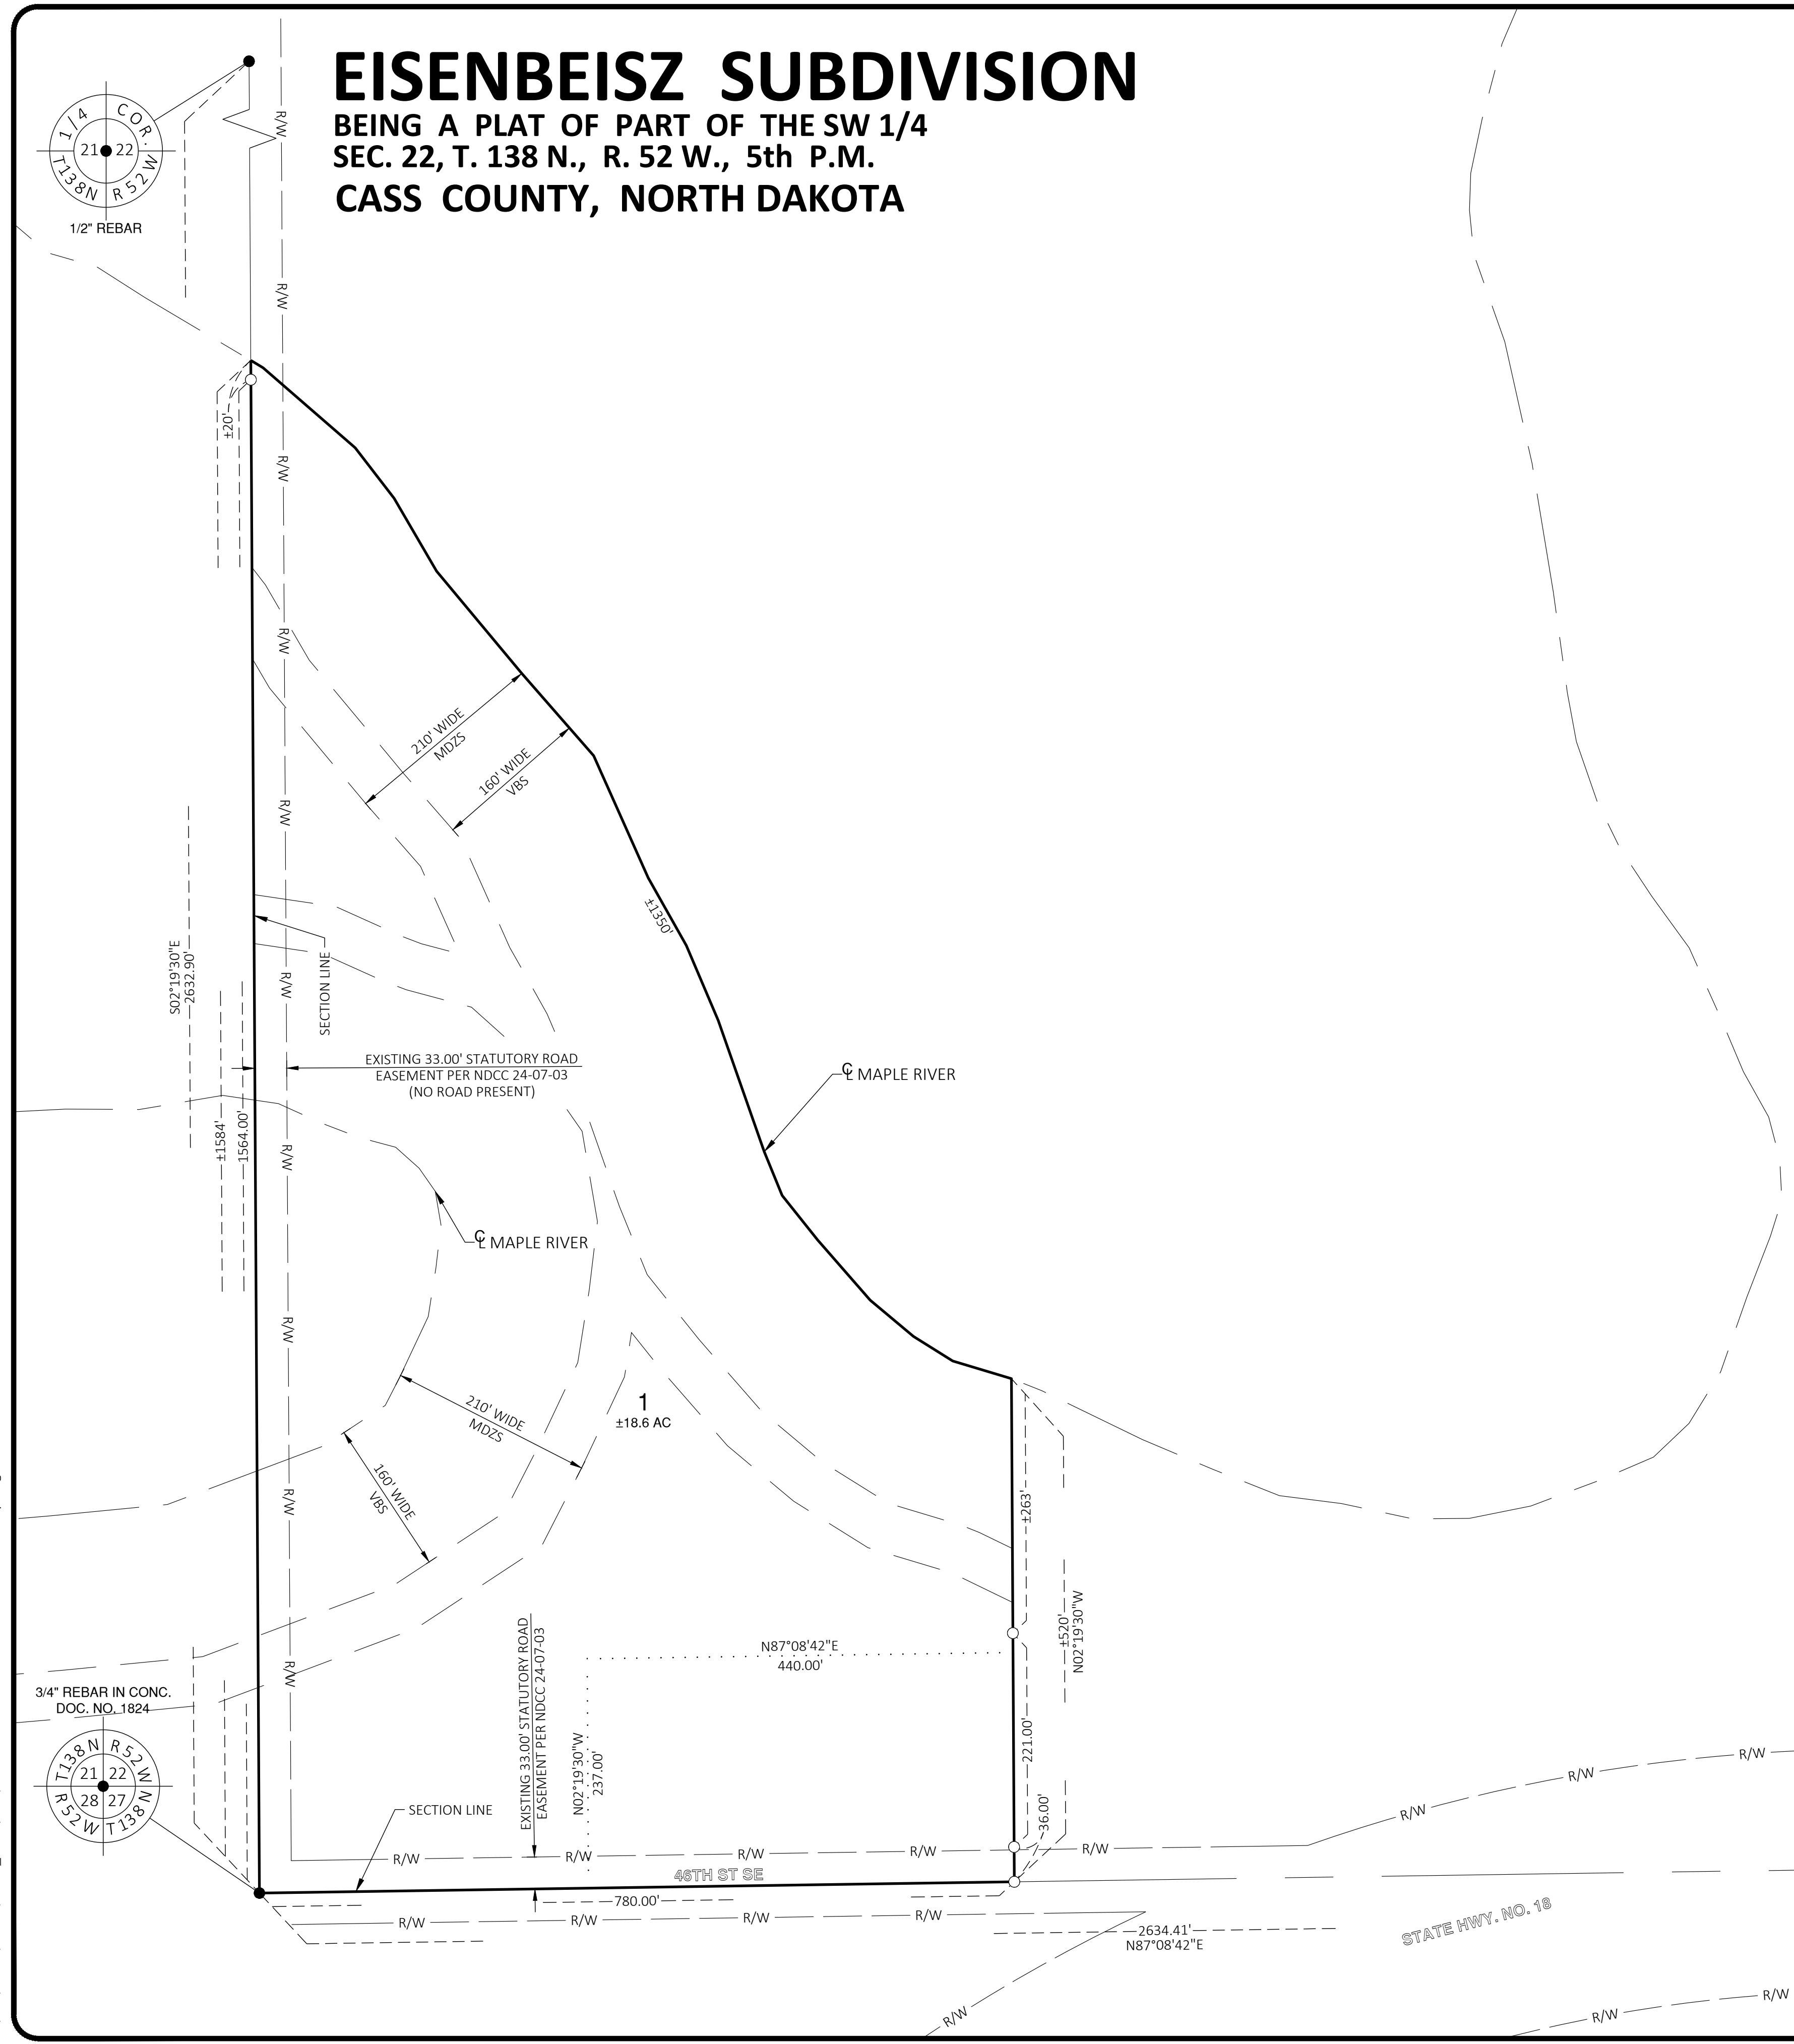 EISENBEISZ SUBDIVISION
BEING A PLAT OF PART OF THE SW 1/4
SEC. 22, T. 138 N., R. 52 W., 5th P.M.
CASS COUNTY, NORTH DAKOTA
1/4 COR.
21 22
T138N R52W
1/2" REBAR
R/W
R/W
±20'
R/W
R/W
210' WIDE
MDZS
160' WIDE
VBS
R/W
±1350'
S02°19'30"E
2632.90'
SECTION LINE
R/W
EXISTING 33.00' STATUTORY ROAD
EASEMENT PER NDCC 24-07-03
(NO ROAD PRESENT)
℄ MAPLE RIVER
±1584'
1564.00'
R/W
℄ MAPLE RIVER
R/W
210' WIDE
MDZS
1
±18.6 AC
160' WIDE
VBS
R/W
±263'
±520'
N02°19'30"W
N87°08'42"E
440.00'
R/W
EXISTING 33.00' STATUTORY ROAD
EASEMENT PER NDCC 24-07-03
N02°19'30"W
237.00'
221.00'
36.00'
3/4" REBAR IN CONC.
DOC. NO. 1824
T138N R52W
21 22
28 27
R52W T138N
SECTION LINE
R/W
R/W
R/W
R/W
R/W
R/W
R/W
R/W
46TH ST SE
780.00'
R/W
R/W
R/W
R/W
2634.41'
N87°08'42"E
STATE HWY. NO. 18
R/W
R/W
R/W